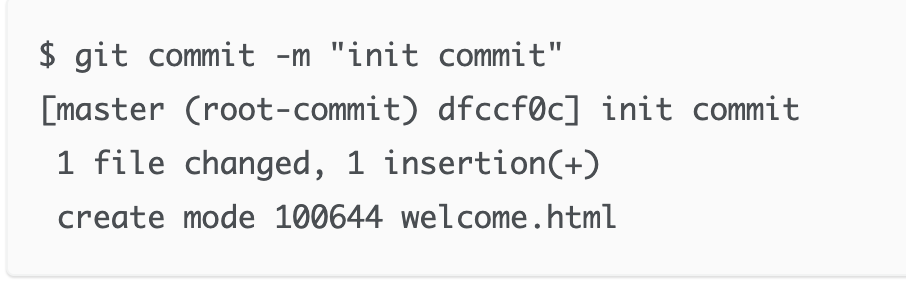 $ git commit -m "init commit"
[master (root-commit) dfccf0c] init commit
 1 file changed, 1 insertion(+)
 create mode 100644 welcome.html